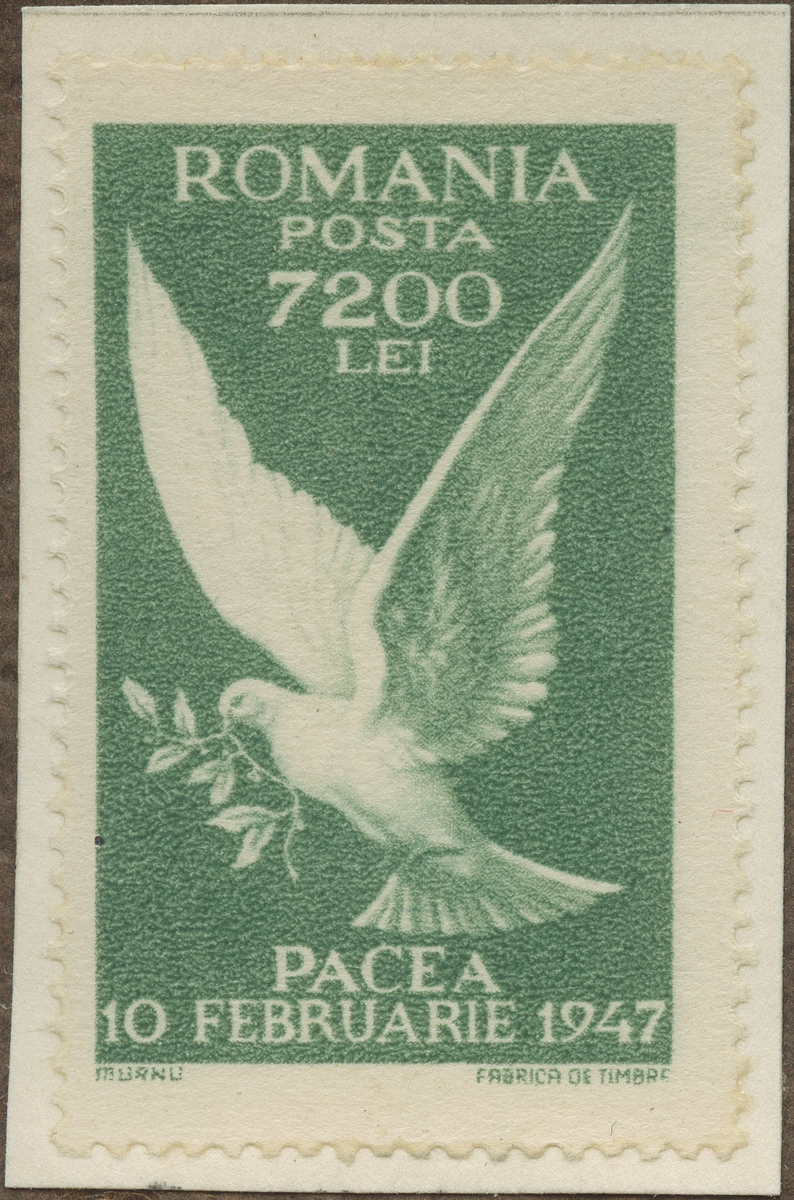 ROMANIA
POSTA
7200
LEI
PACEA
10 FEBRUARIE 1947
MURNU
FABRICA DE TIMBRE